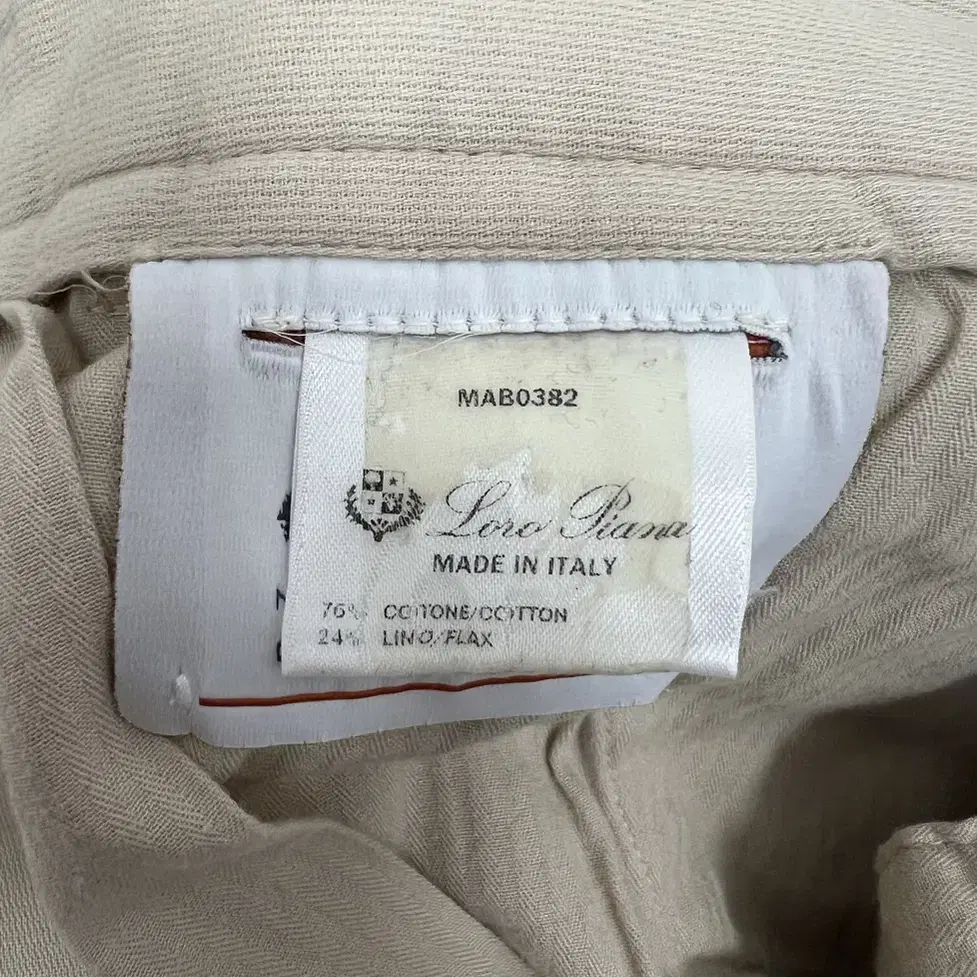 MAB0382
Loro Piana
MADE IN ITALY
76% COTONE/COTTON
24% LINO/FLAX